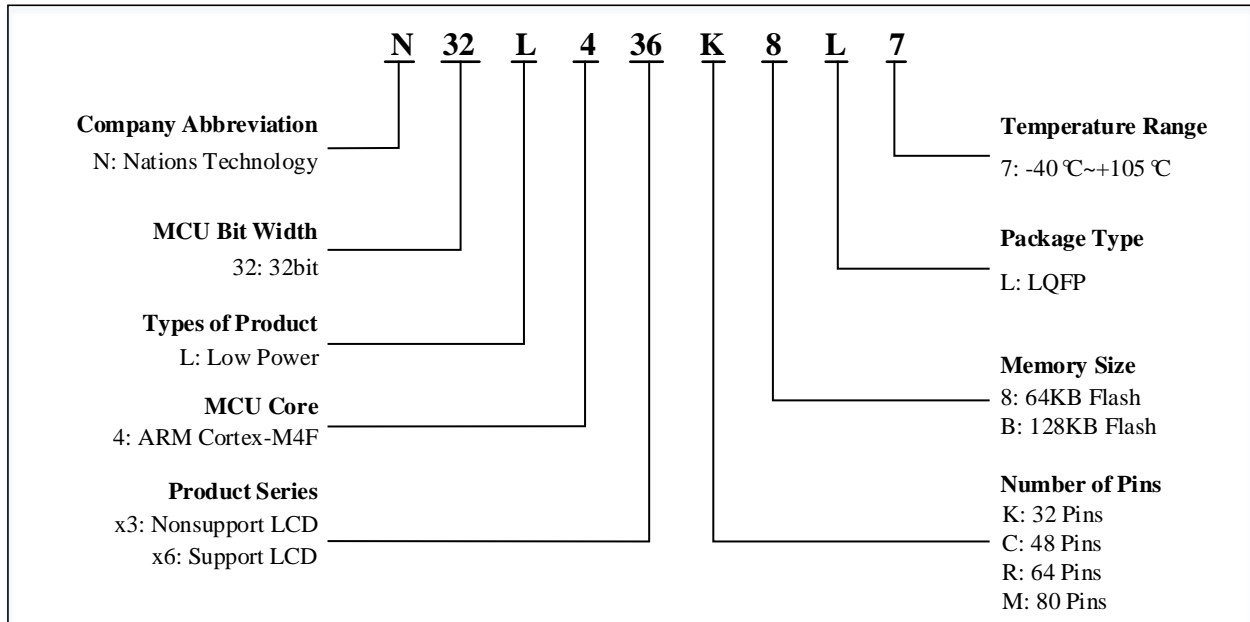 N 32 L 4 36 K 8 L 7
Company Abbreviation
N: Nations Technology
MCU Bit Width
32: 32bit
Types of Product
L: Low Power
MCU Core
4: ARM Cortex-M4F
Product Series
x3: Nonsupport LCD
x6: Support LCD
Temperature Range
7: -40℃~+105℃
Package Type
L: LQFP
Memory Size
8: 64KB Flash
B: 128KB Flash
Number of Pins
K: 32 Pins
C: 48 Pins
R: 64 Pins
M: 80 Pins